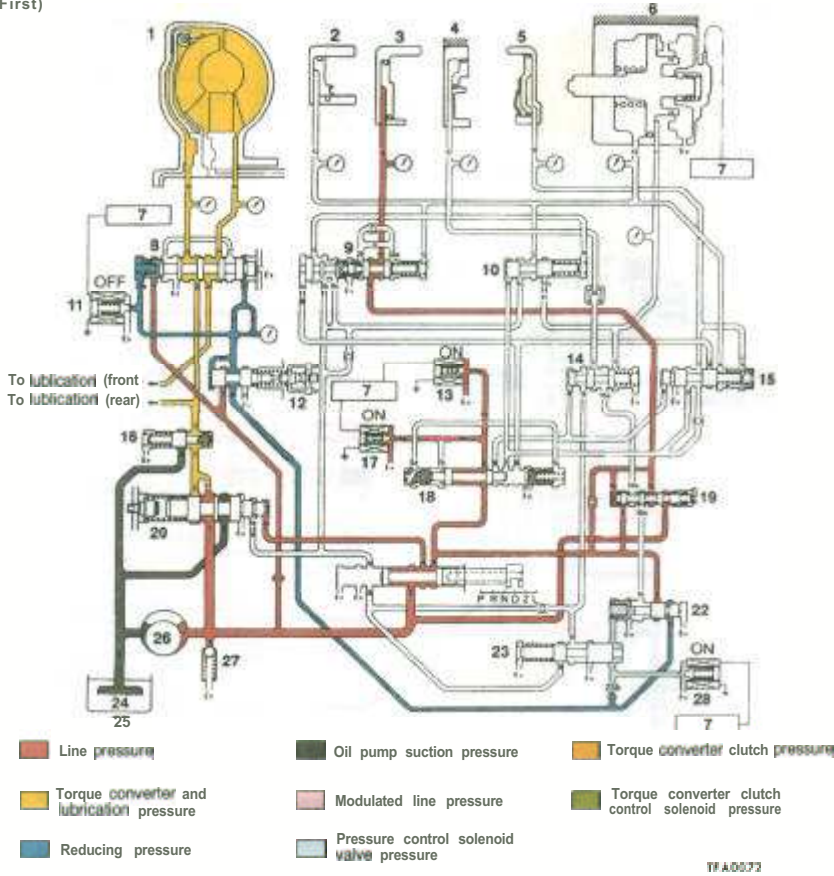 First)
1
2
3
4
5
6
7
7
8
9
10
OFF
11
ON
To lublication (front
To lublication (rear)
7
12
13
14
15
ON
16
17
18
19
20
P R N D 2 L
22
23
ON
26
27
24
25
28
7
Line pressure
Oil pump suction pressure
Torque converter clutch pressure
Torque converter and
lubrication pressure
Modulated line pressure
Torque converter clutch
control solenoid pressure
Reducing pressure
Pressure control solenoid
valve pressure
TFA0072